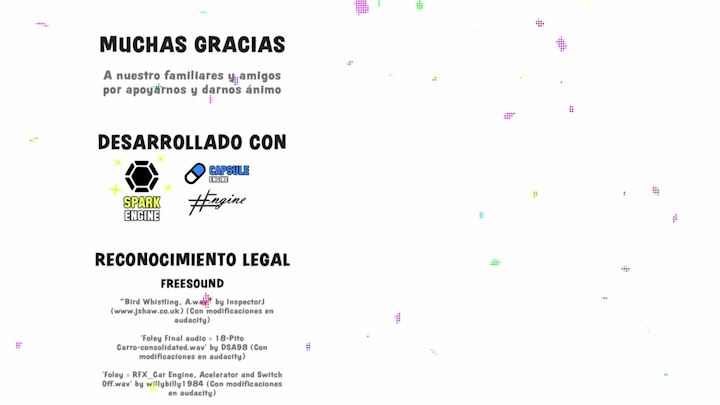 MUCHAS GRACIAS
A nuestro familiares y amigos
por apoyarnos y darnos ánimo
DESARROLLADO CON
SPARK
ENGINE
CAPSULE
ENGINE
#Engine
RECONOCIMIENTO LEGAL
FREESOUND
"Bird Whistling, A.wav" by InspectorJ
(www.jshaw.co.uk) (Con modificaciones en
audacity)
'Foley Final audio » 18-Pito
Carro-consolidated.wav' by DSA98 (Con
modificaciones en audacity)
'Foley » RFX_Car Engine, Acelerator and Switch
Off.wav' by willybilly1984 (Con modificaciones
en audacity)